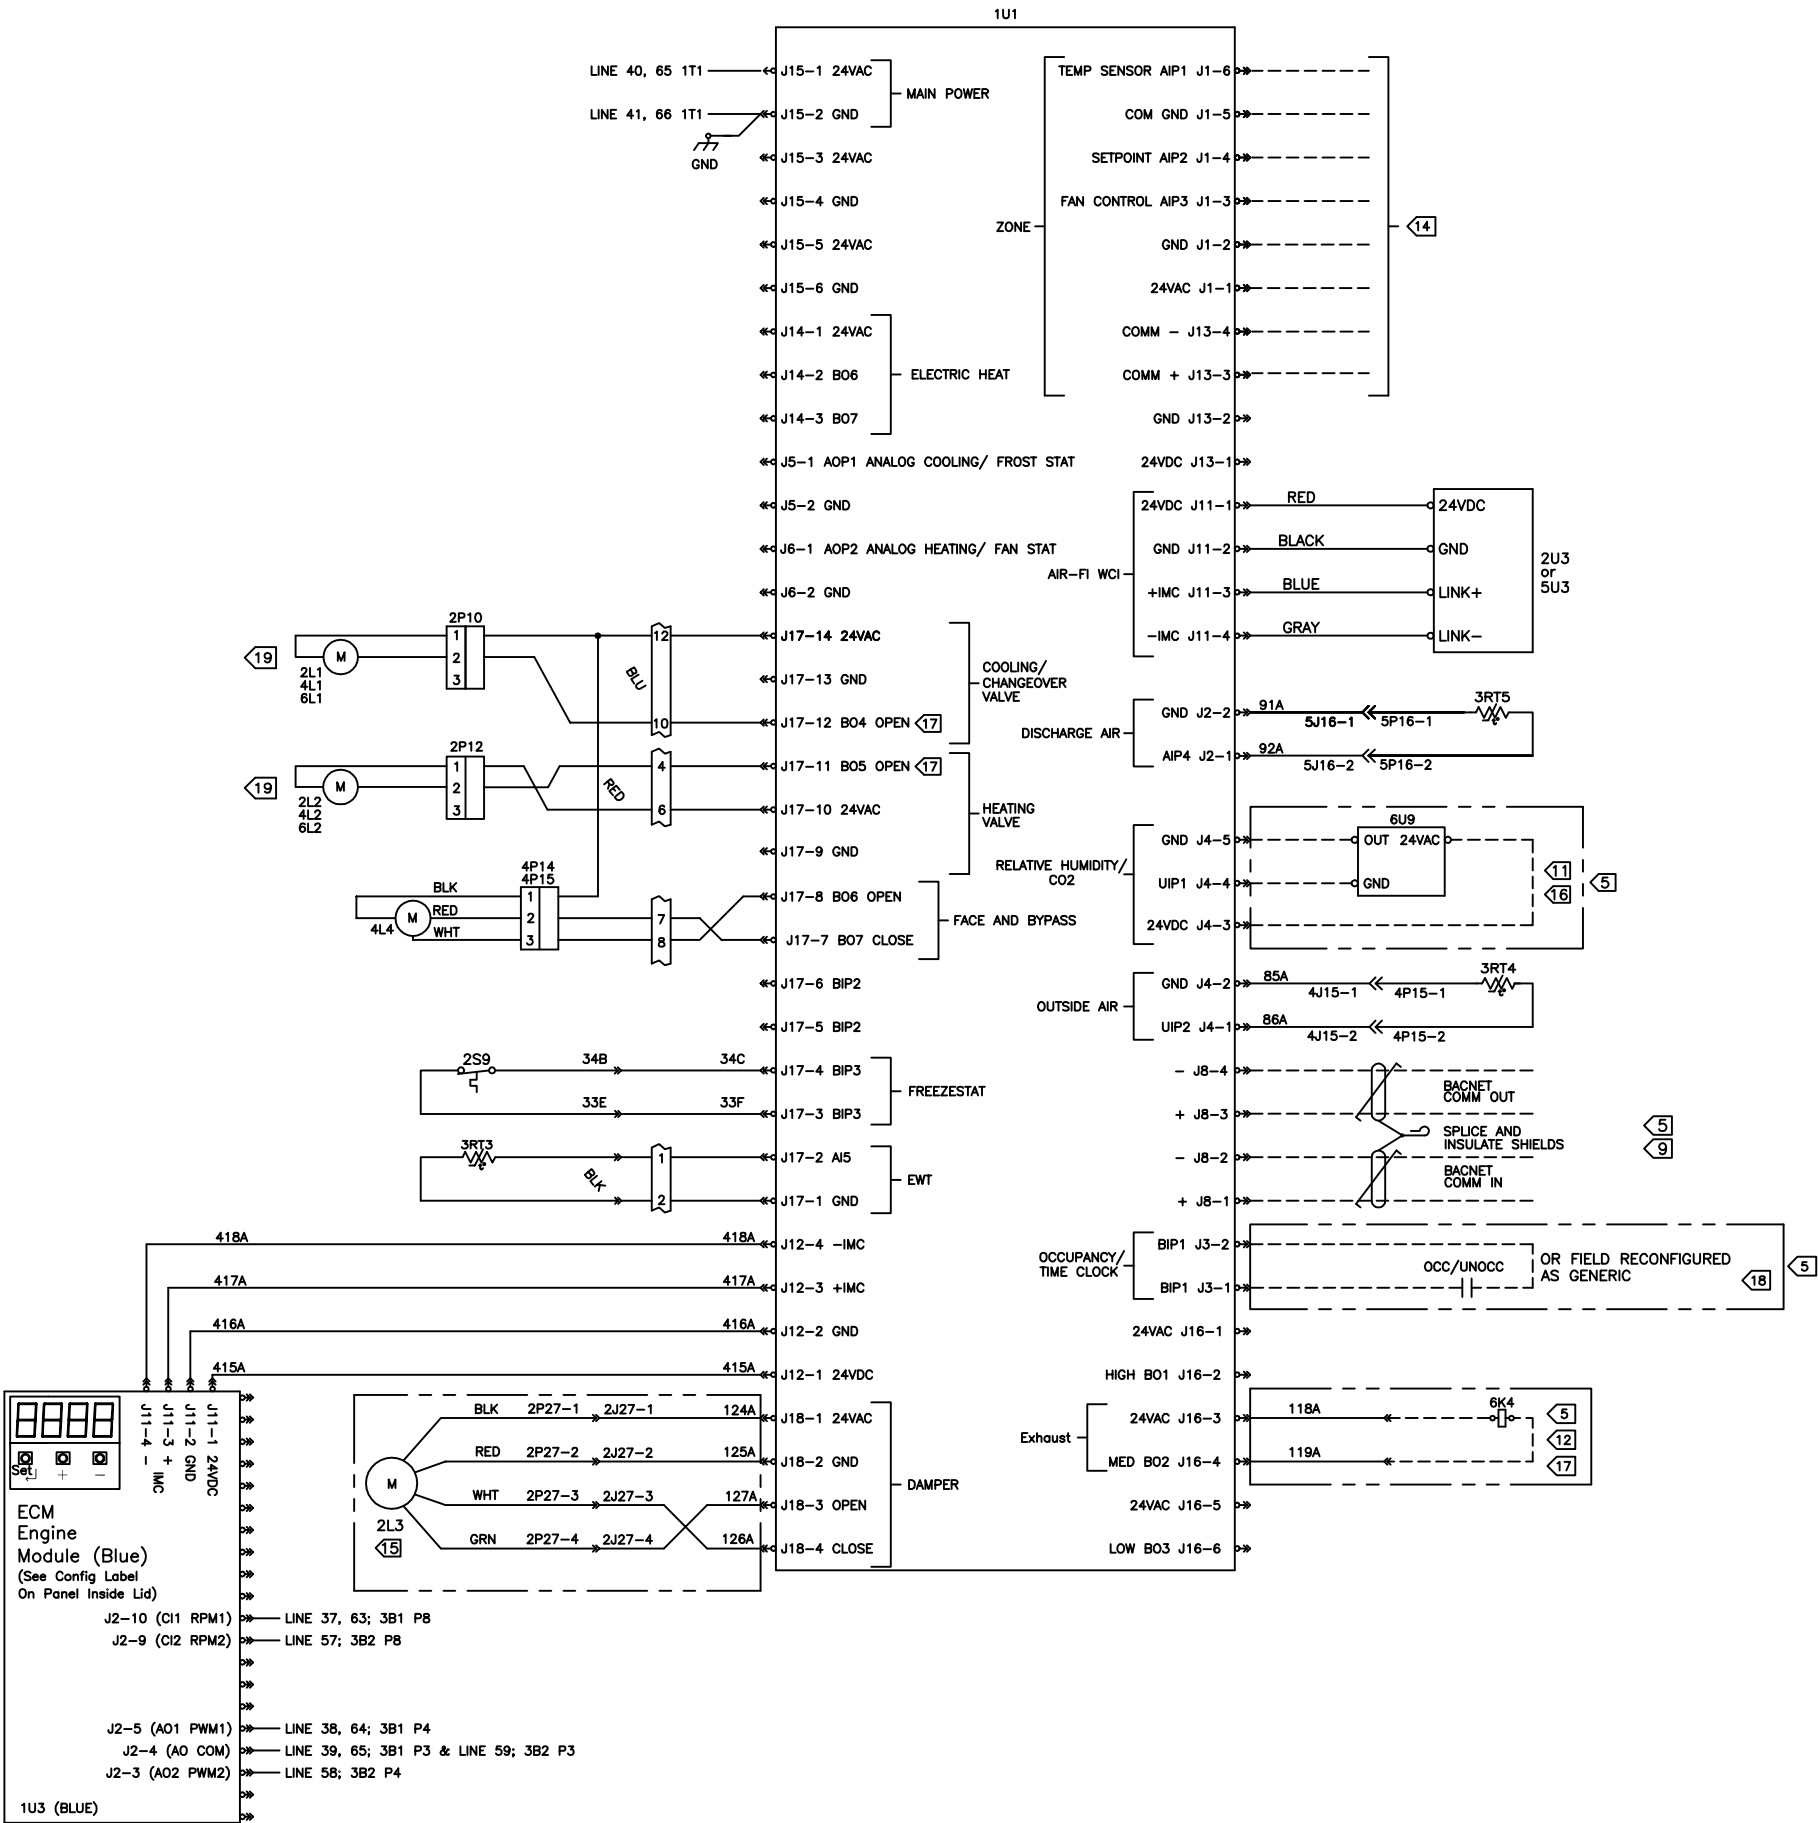 1U1
LINE 40, 65 1T1
J15-1 24VAC
LINE 41, 66 1T1
J15-2 GND
MAIN POWER
GND
J15-3 24VAC
J15-4 GND
J15-5 24VAC
J15-6 GND
J14-1 24VAC
J14-2 BO6
J14-3 BO7
ELECTRIC HEAT
J5-1 AOP1 ANALOG COOLING/ FROST STAT
J5-2 GND
J6-1 AOP2 ANALOG HEATING/ FAN STAT
J6-2 GND
19
2L1
4L1
6L1
M
2P10
1
2
3
BLU
12
10
J17-14 24VAC
J17-13 GND
J17-12 BO4 OPEN
17
COOLING/
CHANGEOVER
VALVE
19
2L2
4L2
6L2
M
2P12
1
2
3
RED
4
6
J17-11 BO5 OPEN
17
J17-10 24VAC
J17-9 GND
HEATING
VALVE
4P14
4P15
BLK
RED
WHT
M
4L4
1
2
3
7
8
J17-8 BO6 OPEN
J17-7 BO7 CLOSE
FACE AND BYPASS
J17-6 BIP2
J17-5 BIP2
2S9
34B
34C
J17-4 BIP3
33E
33F
J17-3 BIP3
FREEZESTAT
3RT3
BLK
1
2
J17-2 AI5
J17-1 GND
EWT
418A
418A
J12-4 -IMC
417A
417A
J12-3 +IMC
416A
416A
J12-2 GND
415A
415A
J12-1 24VDC
BLK
2P27-1
2J27-1
124A
J18-1 24VAC
RED
2P27-2
2J27-2
125A
J18-2 GND
WHT
2P27-3
2J27-3
127A
J18-3 OPEN
GRN
2P27-4
2J27-4
126A
J18-4 CLOSE
M
2L3
15
DAMPER
8888
Set
+
-
J11-4 -
J11-3 + IMC
J11-2 GND
J11-1 24VDC
ECM
Engine
Module (Blue)
(See Config Label
On Panel Inside Lid)
J2-10 (CI1 RPM1)
LINE 37, 63; 3B1 P8
J2-9 (CI2 RPM2)
LINE 57; 3B2 P8
J2-5 (AO1 PWM1)
LINE 38, 64; 3B1 P4
J2-4 (AO COM)
LINE 39, 65; 3B1 P3 & LINE 59; 3B2 P3
J2-3 (AO2 PWM2)
LINE 58; 3B2 P4
1U3 (BLUE)
ZONE
TEMP SENSOR AIP1 J1-6
COM GND J1-5
SETPOINT AIP2 J1-4
FAN CONTROL AIP3 J1-3
GND J1-2
24VAC J1-1
COMM - J13-4
COMM + J13-3
14
GND J13-2
24VDC J13-1
AIR-FI WCI
24VDC J11-1
RED
24VDC
GND J11-2
BLACK
GND
+IMC J11-3
BLUE
LINK+
-IMC J11-4
GRAY
LINK-
2U3
or
5U3
DISCHARGE AIR
GND J2-2
91A
5J16-1
5P16-1
3RT5
AIP4 J2-1
92A
5J16-2
5P16-2
RELATIVE HUMIDITY/
CO2
GND J4-5
UIP1 J4-4
24VDC J4-3
6U9
OUT 24VAC
GND
11
16
5
OUTSIDE AIR
GND J4-2
85A
4J15-1
4P15-1
3RT4
UIP2 J4-1
86A
4J15-2
4P15-2
- J8-4
+ J8-3
BACNET
COMM OUT
SPLICE AND
INSULATE SHIELDS
- J8-2
+ J8-1
BACNET
COMM IN
5
9
OCCUPANCY/
TIME CLOCK
BIP1 J3-2
BIP1 J3-1
OCC/UNOCC
OR FIELD RECONFIGURED
AS GENERIC
18
5
24VAC J16-1
HIGH BO1 J16-2
Exhaust
24VAC J16-3
118A
6K4
MED BO2 J16-4
119A
5
12
17
24VAC J16-5
LOW BO3 J16-6